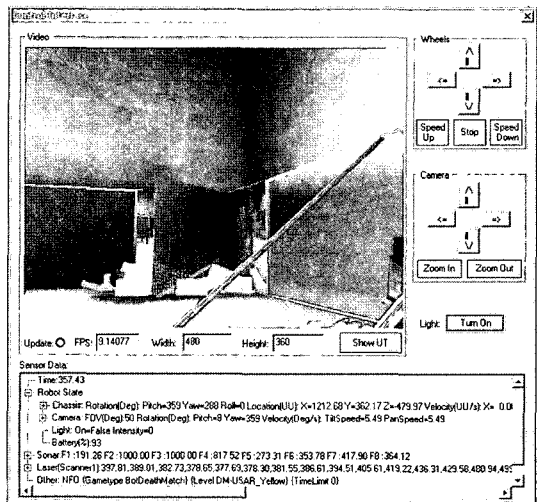 Video
Wheels
/\
<=
=>
\/
Speed Up
Stop
Speed Down
Camera
/\
<=
=>
\/
Zoom In
Zoom Out
Light: Turn On
Update: FPS: 9.14077 Width: 480 Height: 360 Show UT
Sensor Data:
Time:357.43
Robot State
Chassir: Rotation(Deg): Pitch=359 Yaw=288 Roll=0 Location(UU): X=1212.68 Y=362.17 Z=-479.97 Velocity(UU/s): X=
Camera: FOV(Deg):50 Rotation(Deg): Pitch=8 Yaw=359 Velocity(Deg/s): TiltSpeed=5.49 PanSpeed=5.49
Light: On=False Intensity=0
Battery(%):93
Sonar:F1 :191.26 F2 :1000.00 F3 :1000.00 F4 :817.52 F5 :273.31 F6 :353.78 F7 :417.90 F8 :364.12
Laser(Scanner1):397.81,389.01,382.73,378.65,377.69,378.30,381.55,386.61,394.51,405.61,419.22,436.31,429.58,480.94,
Other: NFO {Gametype BotDeathMatch} {Level DM-USAR_Yellow} {TimeLimit 0}